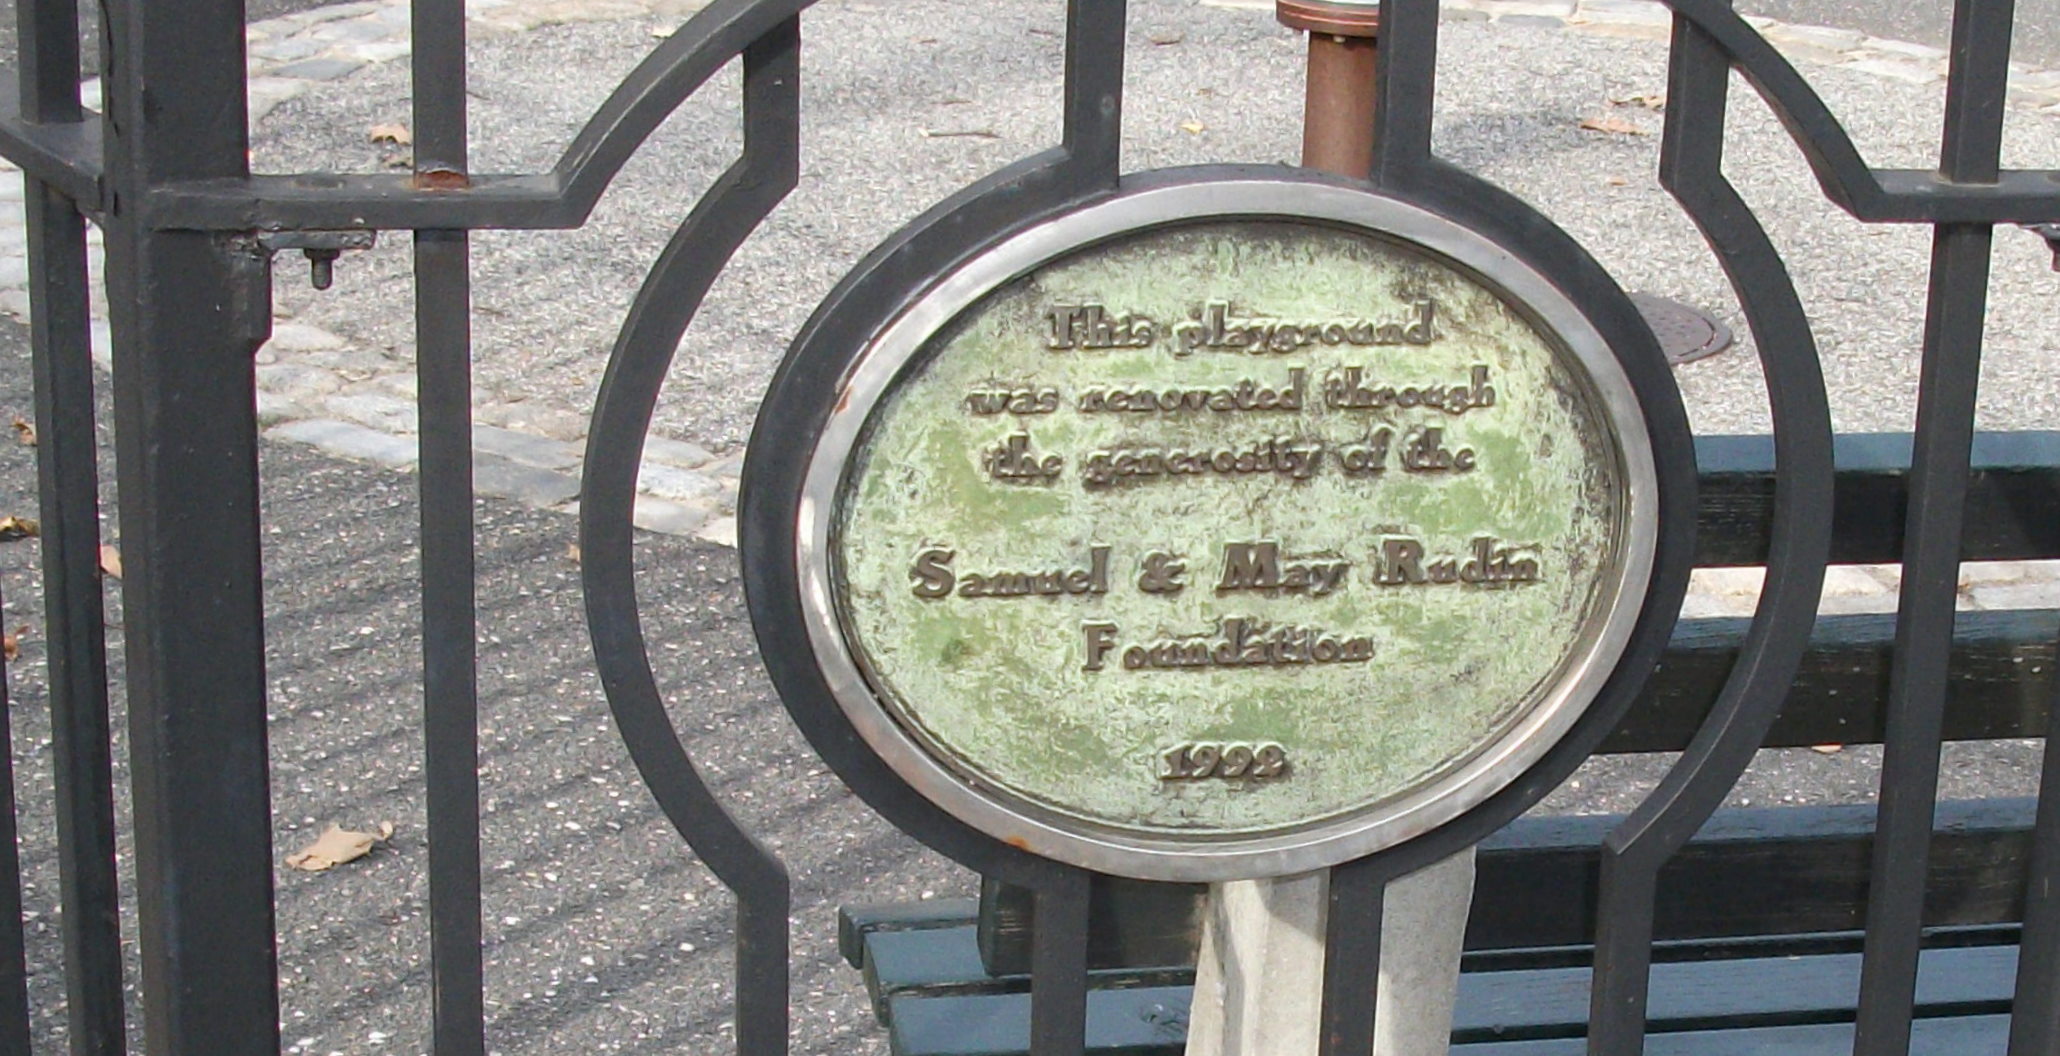 This playground
was renovated through
the generosity of the
Samuel & May Rudin
Foundation
1992